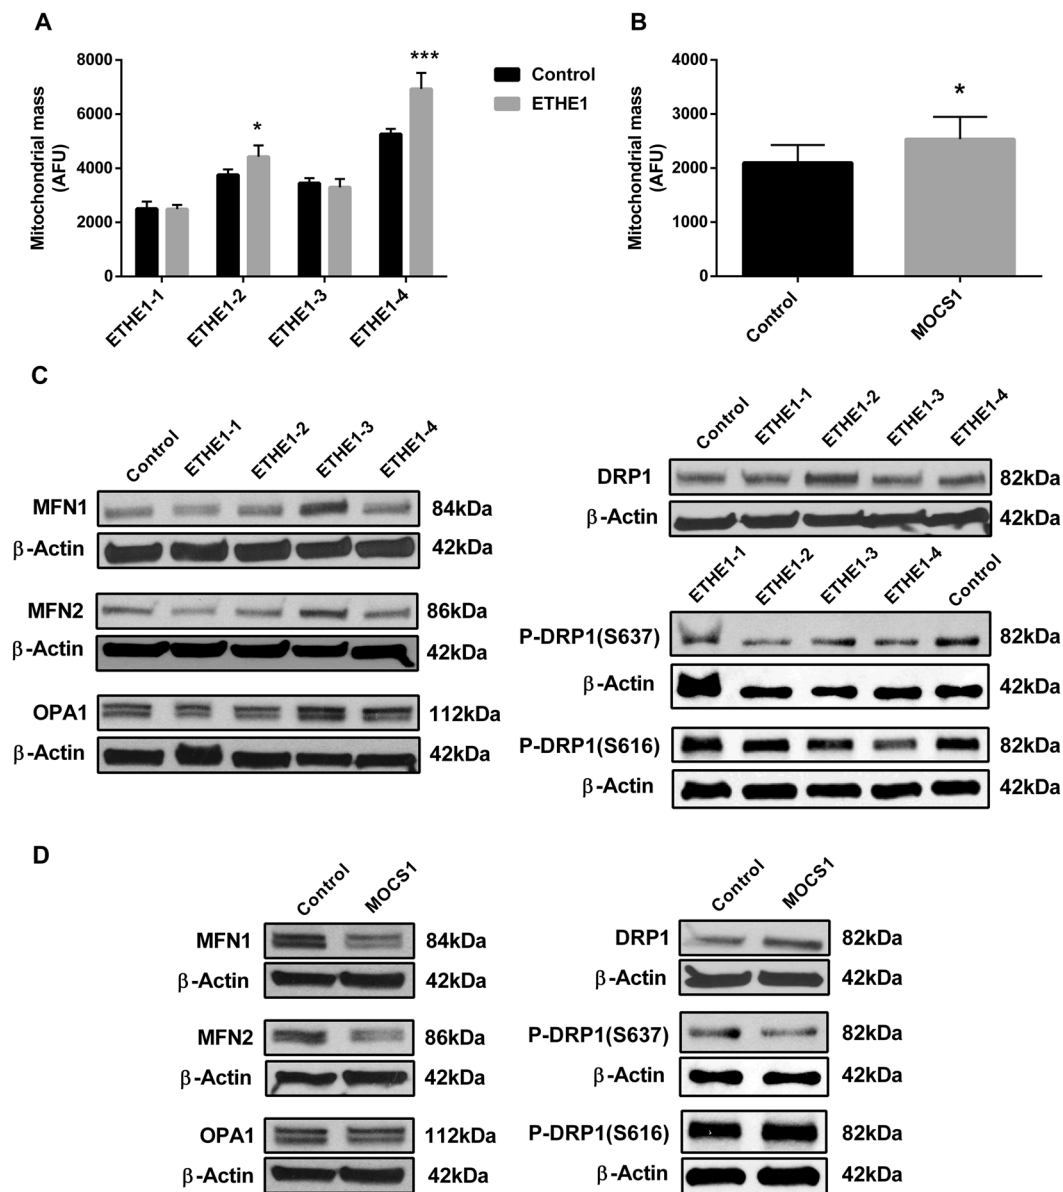 A
Mitochondrial mass
(AFU)
8000
6000
4000
2000
0
*
***
ETHE1-1
ETHE1-2
ETHE1-3
ETHE1-4
Control
ETHE1
B
Mitochondrial mass
(AFU)
4000
3000
2000
1000
0
*
Control
MOCS1
C
Control
ETHE1-1
ETHE1-2
ETHE1-3
ETHE1-4
MFN1
84kDa
β-Actin
42kDa
MFN2
86kDa
β-Actin
42kDa
OPA1
112kDa
β-Actin
42kDa
Control
ETHE1-1
ETHE1-2
ETHE1-3
ETHE1-4
DRP1
82kDa
β-Actin
42kDa
ETHE1-1
ETHE1-2
ETHE1-3
ETHE1-4
Control
P-DRP1(S637)
82kDa
β-Actin
42kDa
P-DRP1(S616)
82kDa
β-Actin
42kDa
D
Control
MOCS1
MFN1
84kDa
β-Actin
42kDa
MFN2
86kDa
β-Actin
42kDa
OPA1
112kDa
β-Actin
42kDa
Control
MOCS1
DRP1
82kDa
β-Actin
42kDa
P-DRP1(S637)
82kDa
β-Actin
42kDa
P-DRP1(S616)
82kDa
β-Actin
42kDa